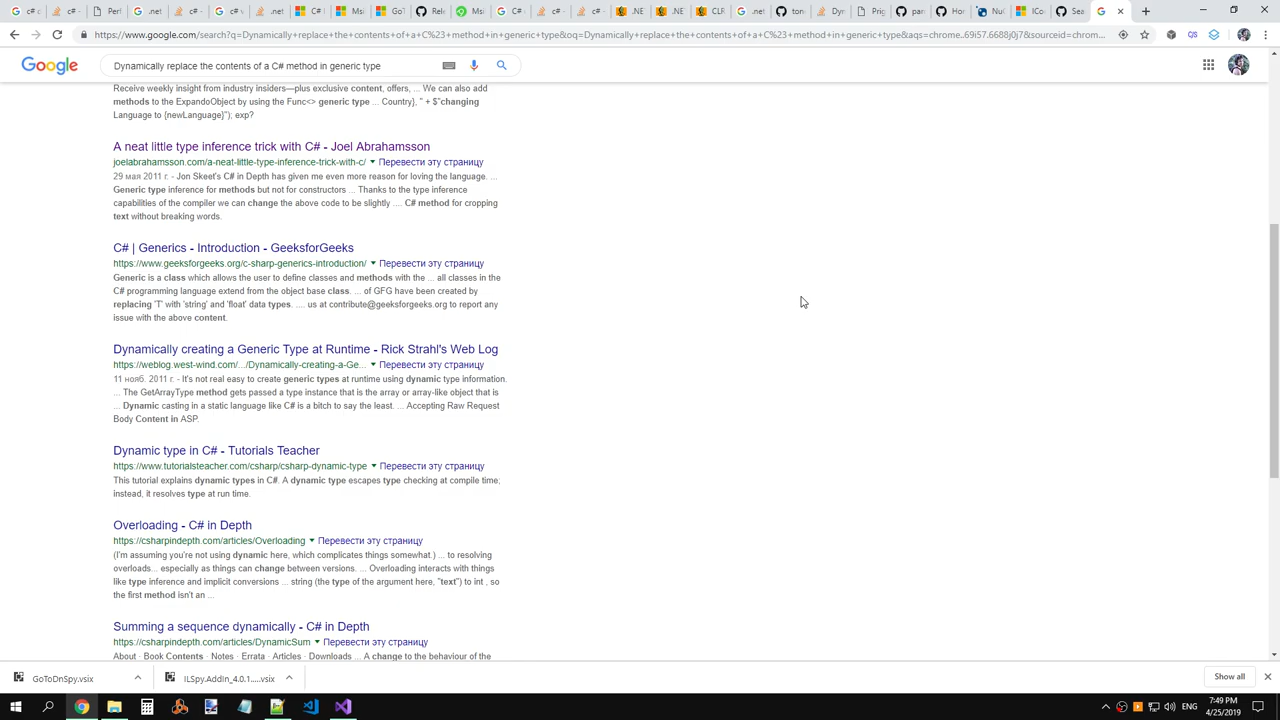 c# c
Perl
.net
c# c
c# v
.net
C# |
Ms
GoT
Rele
Ms
C#
c# -
c# -
.NE
.NE
CLR
.net
ton
Dyn
Prig
par
Ho
NuC
ICo
Sea
https://www.google.com/search?q=Dynamically+replace+the+contents+of+a+C%23+method+in+generic+type&oq=Dynamically+replace+the+contents+of+a+C%23+method+in+generic+type&aqs=chrome..69i57.6688j0j7&sourceid=chrom...
Google
Dynamically replace the contents of a C# method in generic type
Receive weekly insight from industry insiders—plus exclusive content, offers, ... We can also add
methods to the ExpandoObject by using the Func<> generic type ... Country}, " + $"changing
Language to {newLanguage}"); exp?
A neat little type inference trick with C# - Joel Abrahamsson
joelabrahamsson.com/a-neat-little-type-inference-trick-with-c/ Перевести эту страницу
29 мая 2011 г. - Jon Skeet's C# in Depth has given me even more reason for loving the language. ...
Generic type inference for methods but not for constructors ... Thanks to the type inference
capabilities of the compiler we can change the above code to be slightly .... C# method for cropping
text without breaking words.
C# | Generics - Introduction - GeeksforGeeks
https://www.geeksforgeeks.org/c-sharp-generics-introduction/ Перевести эту страницу
Generic is a class which allows the user to define classes and methods with the ... all classes in the
C# programming language extend from the object base class. ... of GFG have been created by
replacing 'T' with 'string' and 'float' data types. .... us at contribute@geeksforgeeks.org to report any
issue with the above content.
Dynamically creating a Generic Type at Runtime - Rick Strahl's Web Log
https://weblog.west-wind.com/.../Dynamically-creating-a-Ge... Перевести эту страницу
11 нояб. 2011 г. - It's not real easy to create generic types at runtime using dynamic type information.
... The GetArrayType method gets passed a type instance that is the array or array-like object that is
... Dynamic casting in a static language like C# is a bitch to say the least. ... Accepting Raw Request
Body Content in ASP.
Dynamic type in C# - Tutorials Teacher
https://www.tutorialsteacher.com/csharp/csharp-dynamic-type Перевести эту страницу
This tutorial explains dynamic types in C#. A dynamic type escapes type checking at compile time;
instead, it resolves type at run time.
Overloading - C# in Depth
https://csharpindepth.com/articles/Overloading Перевести эту страницу
(I'm assuming you're not using dynamic here, which complicates things somewhat.) ... to resolving
overloads... especially as things can change between versions. ... Overloading interacts with things
like type inference and implicit conversions ... string (the type of the argument here, "text") to int , so
the first method isn't an ...
Summing a sequence dynamically - C# in Depth
https://csharpindepth.com/articles/DynamicSum Перевести эту страницу
About · Book Contents · Notes · Errata · Articles · Downloads ... A change to the behaviour of the
GoToDnSpy.vsix
ILSpy.AddIn_4.0.1.....vsix
Show all
ENG
7:49 PM
4/25/2019